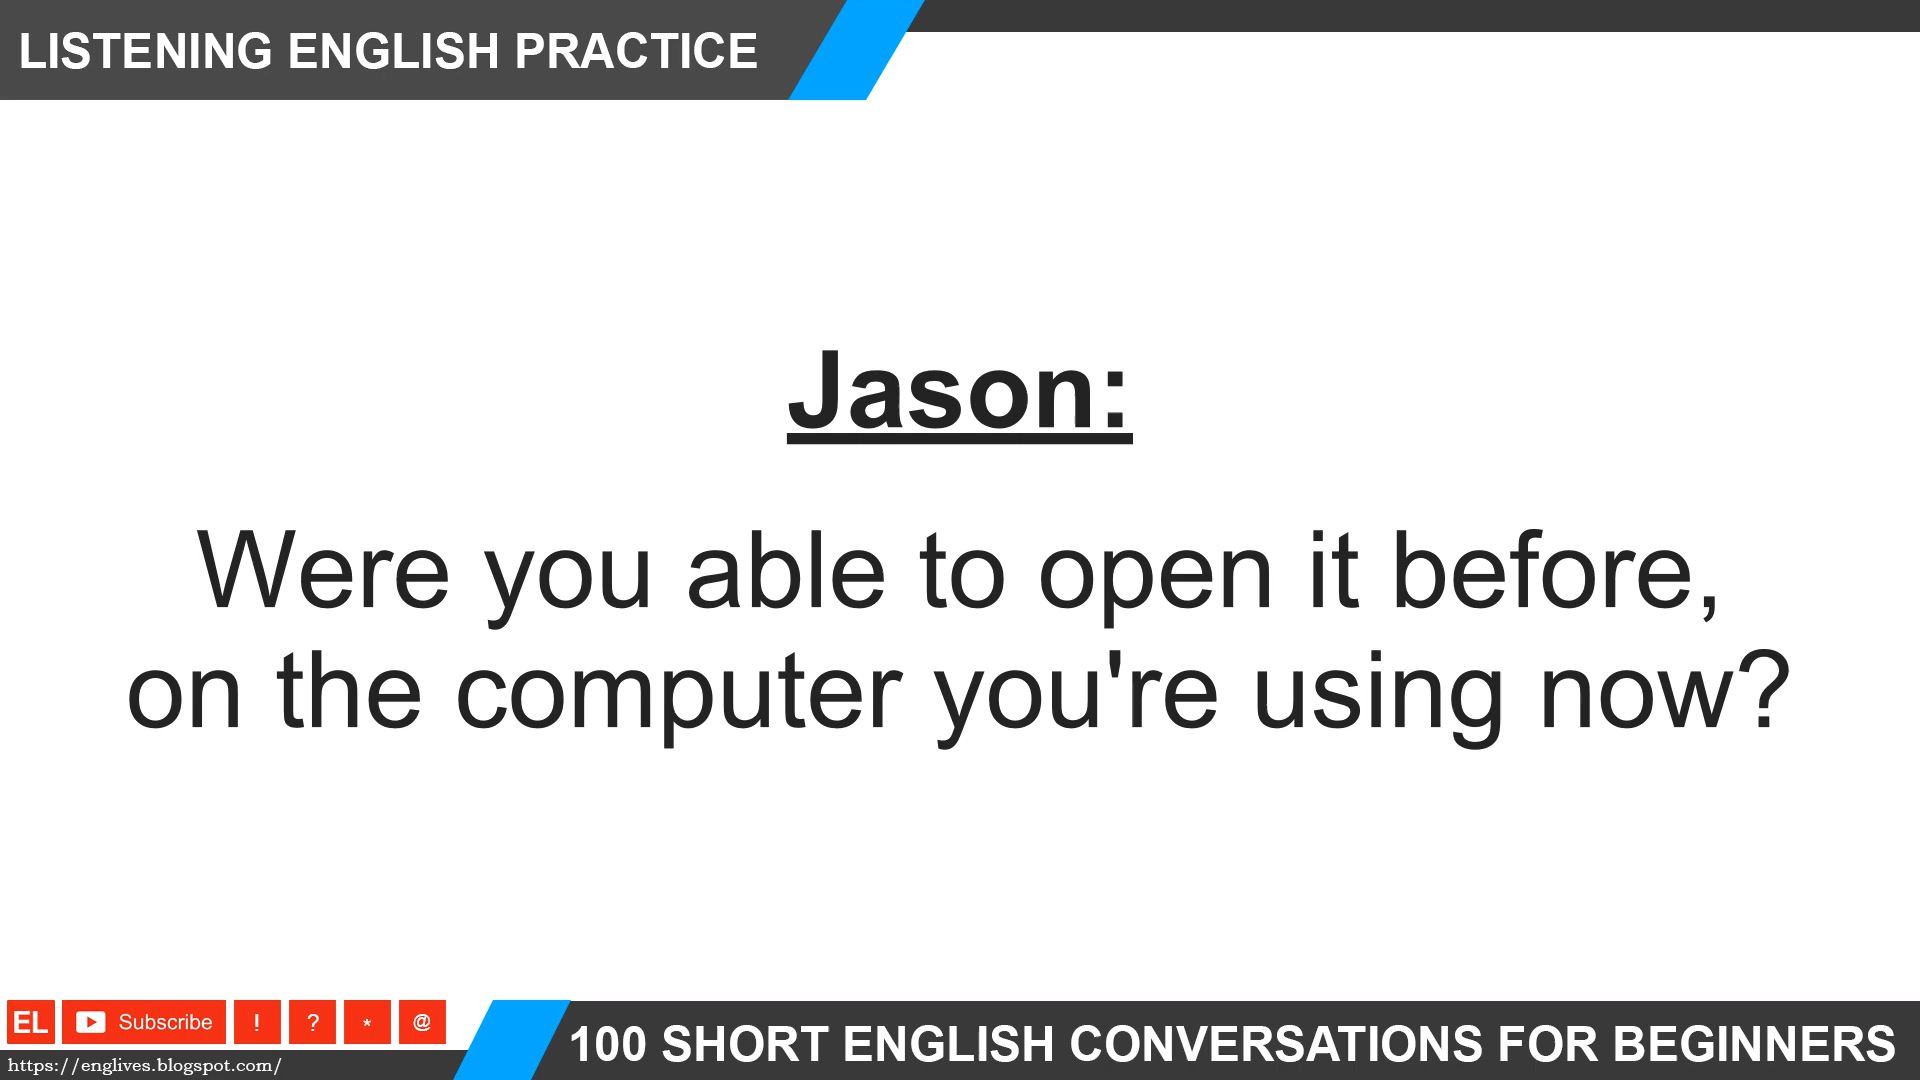 LISTENING ENGLISH PRACTICE
Jason:
Were you able to open it before,
on the computer you're using now?
EL Subscribe ! ? * @
https://englives.blogspot.com/
100 SHORT ENGLISH CONVERSATIONS FOR BEGINNERS